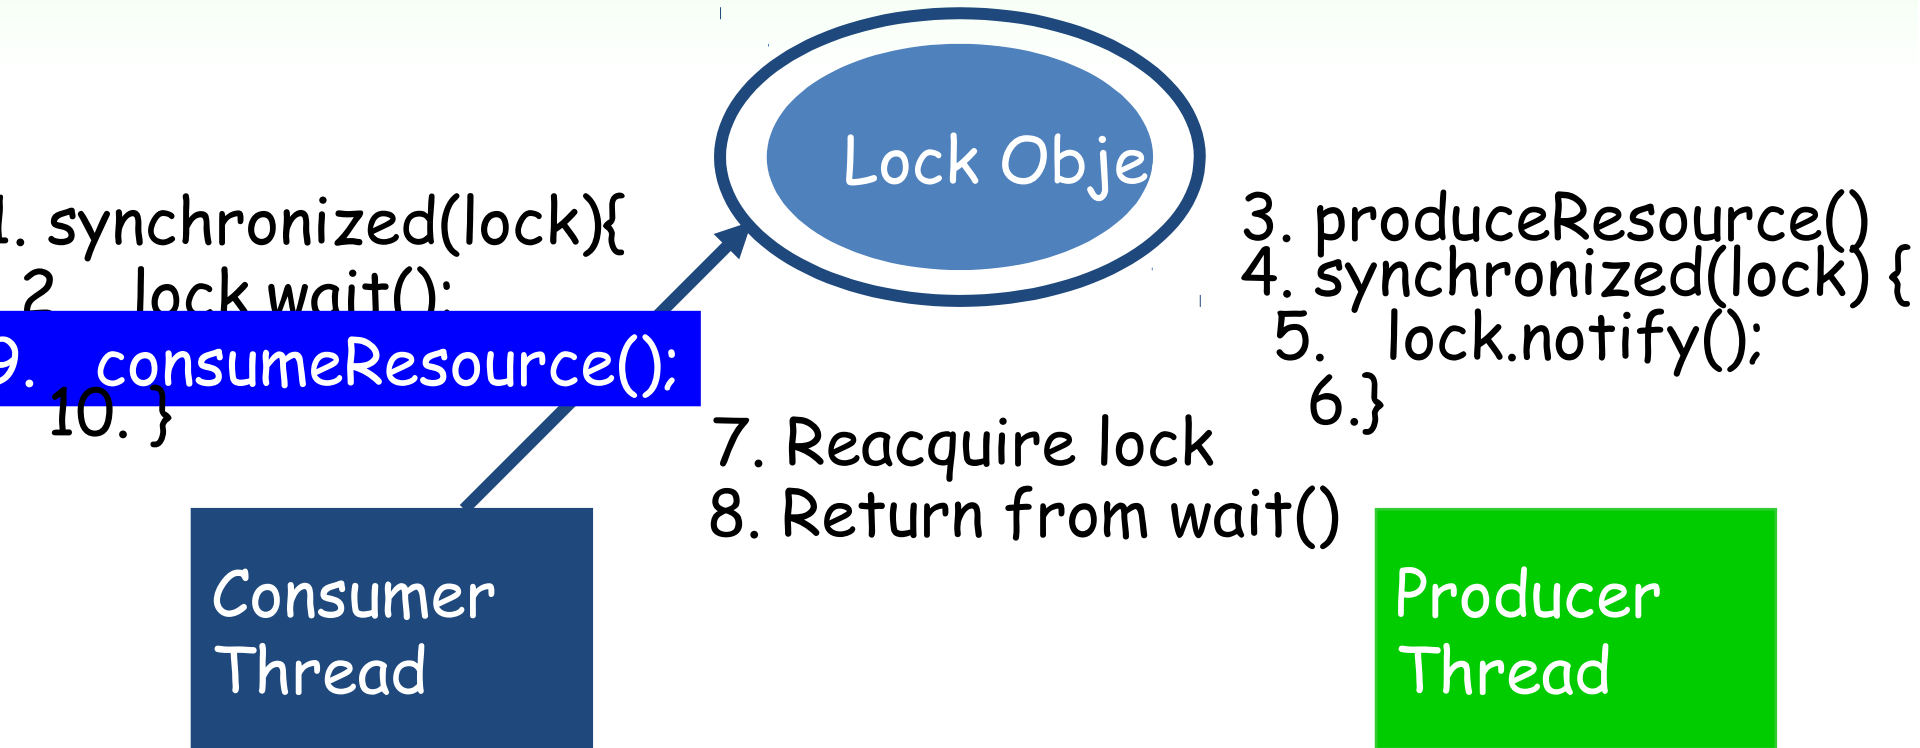 Lock Obje
1. synchronized(lock){
2. lock.wait();
9. consumeResource();
10. }
3. produceResource()
4. synchronized(lock) {
5. lock.notify();
6.}
7. Reacquire lock
8. Return from wait()
Consumer
Thread
Producer
Thread